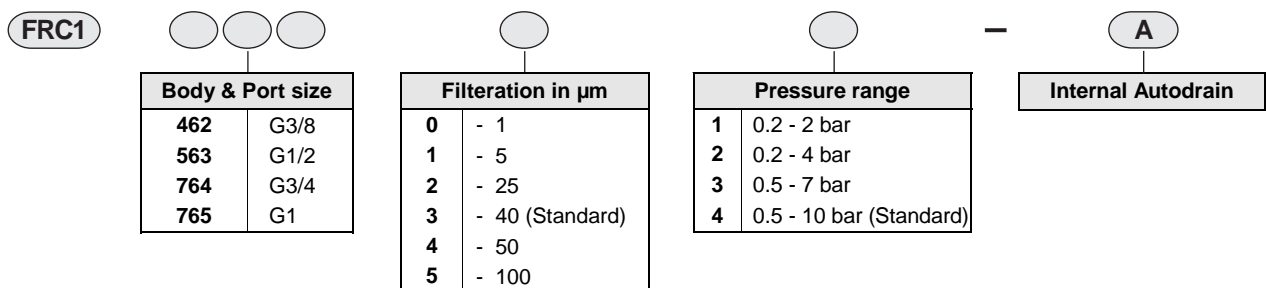 FRC1 – A
Body & Port size Filteration in µm Pressure range Internal Autodrain
462 G3/8 0 - 1 1 0.2 - 2 bar
563 G1/2 1 - 5 2 0.2 - 4 bar
764 G3/4 2 - 25 3 0.5 - 7 bar
765 G1 3 - 40 (Standard) 4 0.5 - 10 bar (Standard)
4 - 50
5 - 100